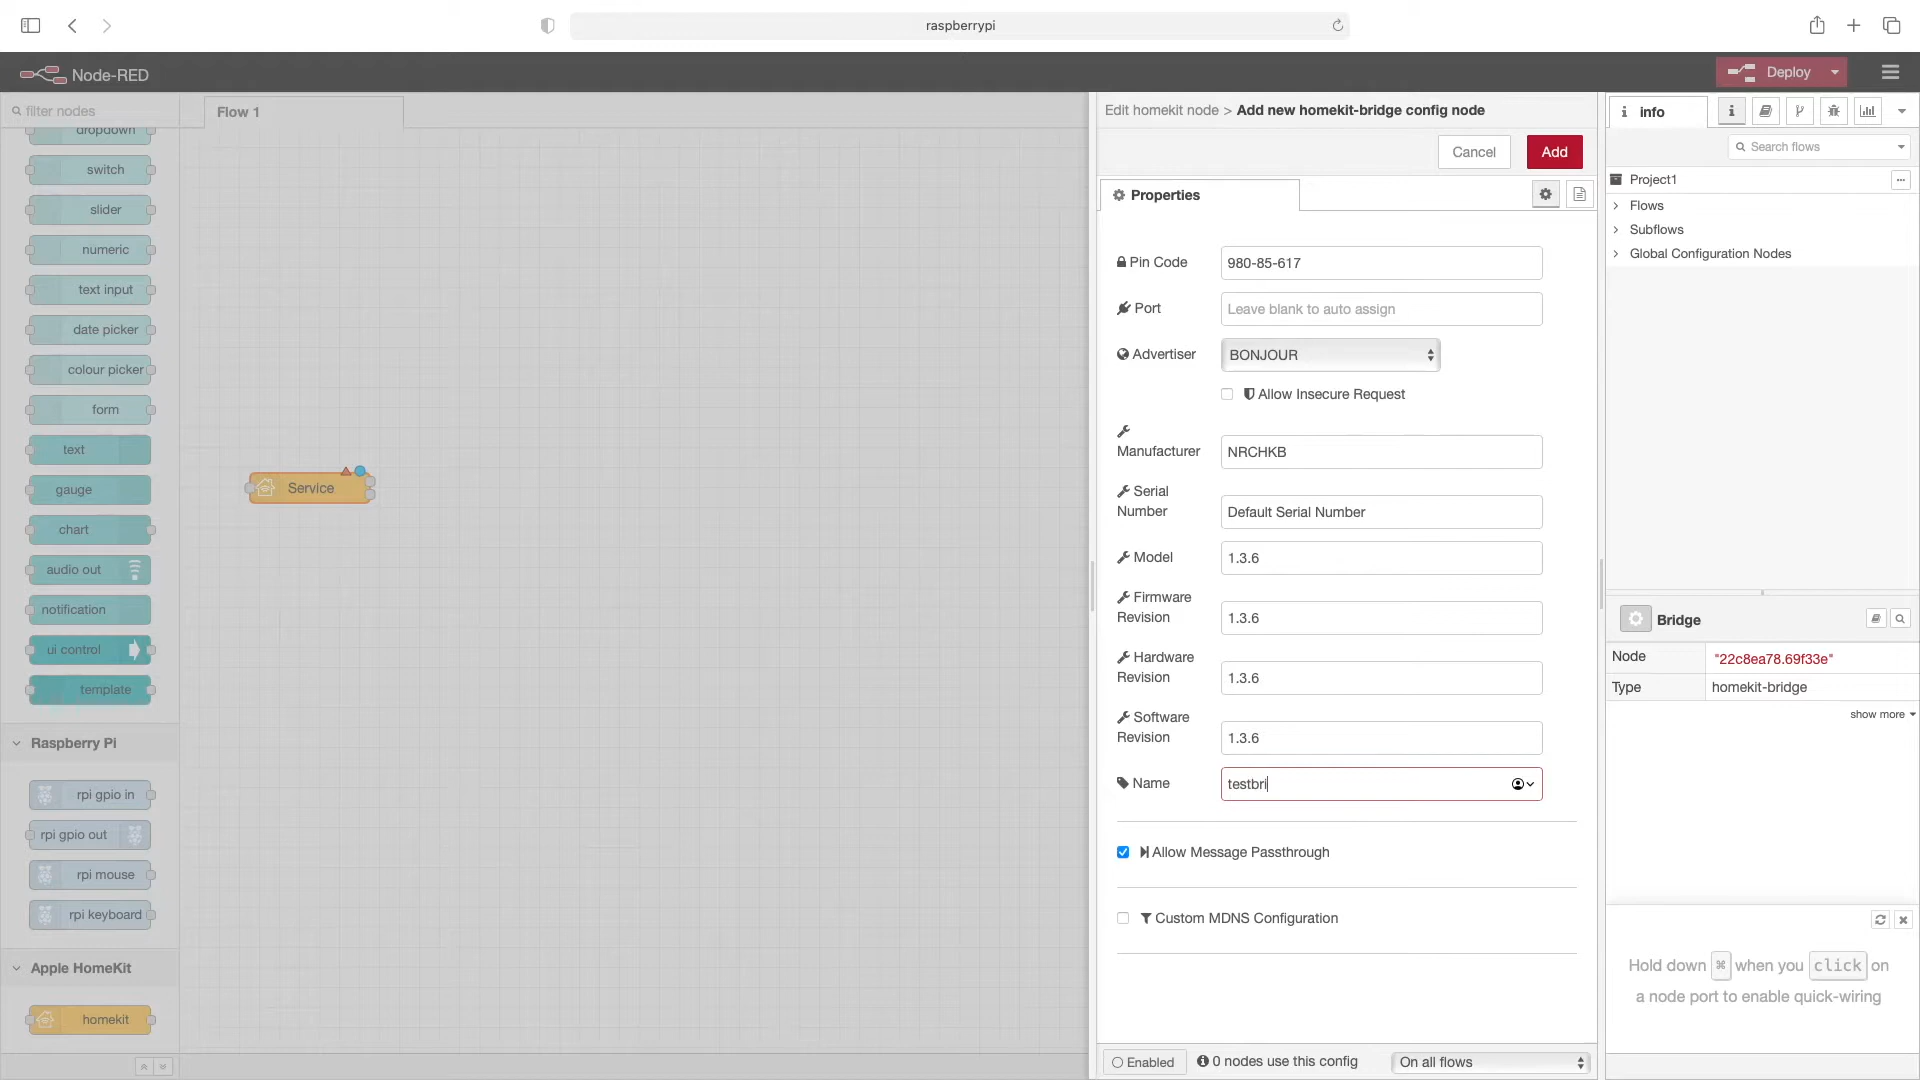 raspberrypi
Node-RED
Deploy
filter nodes
Flow 1
Edit homekit node > Add new homekit-bridge config node
info
Cancel
Add
Search flows
Properties
Project1
Flows
Subflows
Global Configuration Nodes
dropdown
switch
slider
numeric
text input
date picker
colour picker
form
text
gauge
chart
audio out
notification
ui control
template
Raspberry Pi
rpi gpio in
rpi gpio out
rpi mouse
rpi keyboard
Apple HomeKit
homekit
Service
Pin Code
980-85-617
Port
Leave blank to auto assign
Advertiser
BONJOUR
Allow Insecure Request
Manufacturer
NRCHKB
Serial
Number
Default Serial Number
Model
1.3.6
Firmware
Revision
1.3.6
Hardware
Revision
1.3.6
Software
Revision
1.3.6
Name
testbri
Allow Message Passthrough
Custom MDNS Configuration
Enabled
0 nodes use this config
On all flows
Bridge
Node
"22c8ea78.69f33e"
Type
homekit-bridge
show more
Hold down ⌘ when you click on
a node port to enable quick-wiring